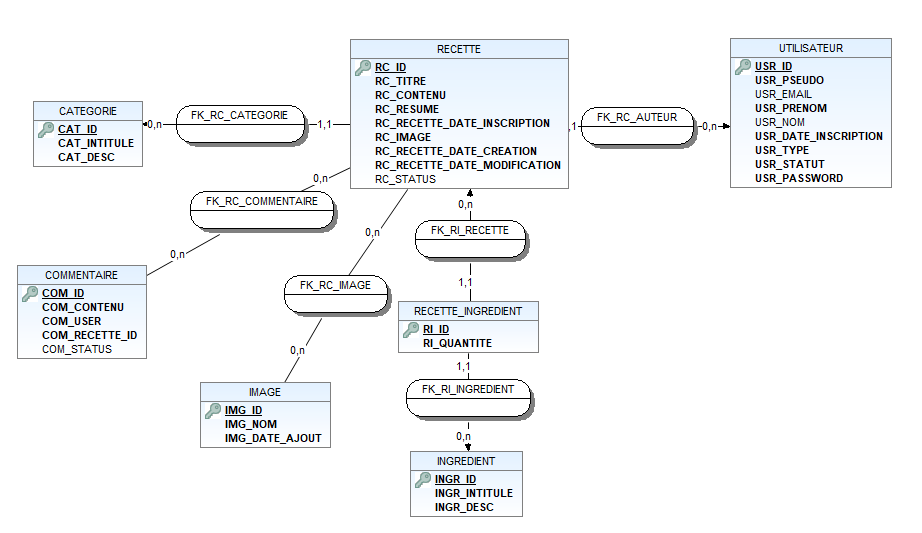 RECETTE
RC_ID
RC_TITRE
RC_CONTENU
RC_RESUME
RC_RECETTE_DATE_INSCRIPTION
RC_IMAGE
RC_RECETTE_DATE_CREATION
RC_RECETTE_DATE_MODIFICATION
RC_STATUS
UTILISATEUR
USR_ID
USR_PSEUDO
USR_EMAIL
USR_PRENOM
USR_NOM
USR_DATE_INSCRIPTION
USR_TYPE
USR_STATUT
USR_PASSWORD
CATEGORIE
CAT_ID
CAT_INTITULE
CAT_DESC
0,n
FK_RC_CATEGORIE
1,1
,1
FK_RC_AUTEUR
0,n
0,n
FK_RC_COMMENTAIRE
0,n
COMMENTAIRE
COM_ID
COM_CONTENU
COM_USER
COM_RECETTE_ID
COM_STATUS
0,n
FK_RC_IMAGE
0,n
IMAGE
IMG_ID
IMG_NOM
IMG_DATE_AJOUT
0,n
FK_RI_RECETTE
1,1
RECETTE_INGREDIENT
RI_ID
RI_QUANTITE
1,1
FK_RI_INGREDIENT
0,n
INGREDIENT
INGR_ID
INGR_INTITULE
INGR_DESC